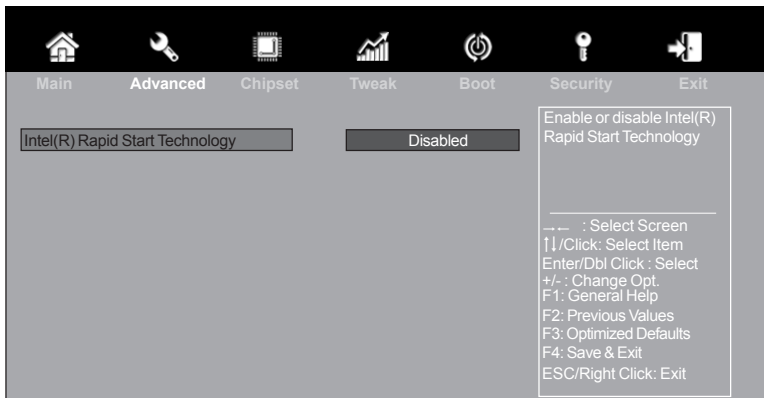 Main Advanced Chipset Tweak Boot Security Exit
Intel(R) Rapid Start Technology Disabled
Enable or disable Intel(R)
Rapid Start Technology
→← : Select Screen
↑↓/Click: Select Item
Enter/Dbl Click : Select
+/- : Change Opt.
F1: General Help
F2: Previous Values
F3: Optimized Defaults
F4: Save & Exit
ESC/Right Click: Exit